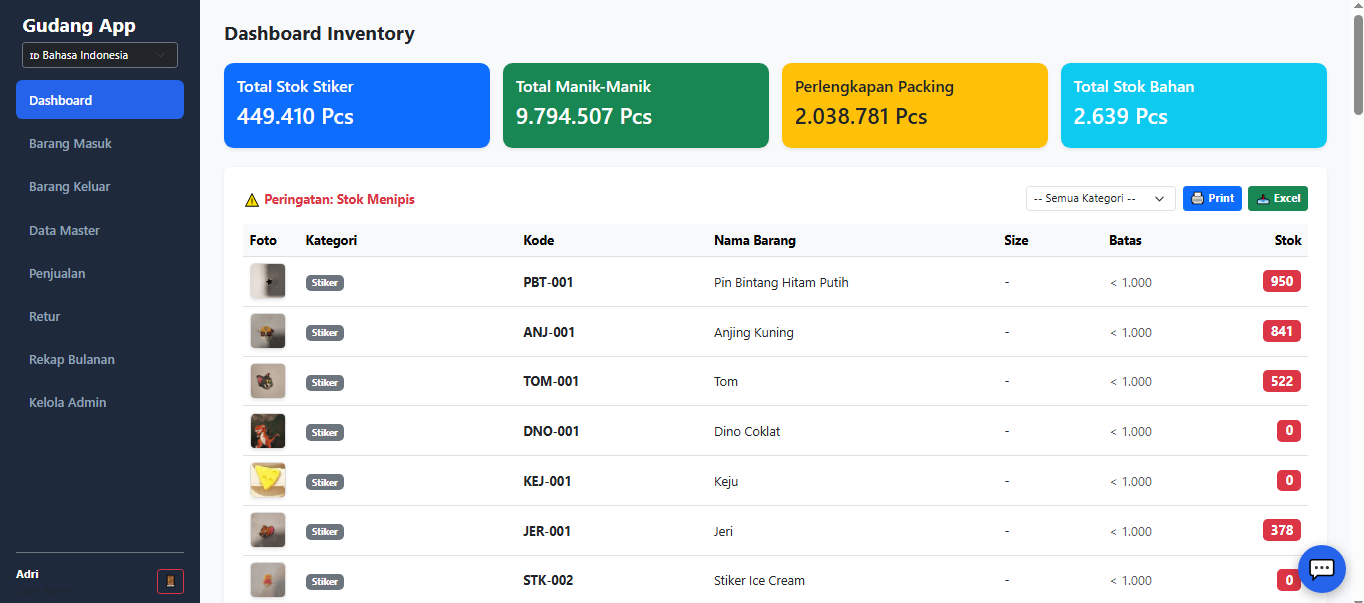 Gudang App
ID Bahasa Indonesia
Dashboard
Barang Masuk
Barang Keluar
Data Master
Penjualan
Retur
Rekap Bulanan
Kelola Admin
Adri
Dashboard Inventory
Total Stok Stiker
449.410 Pcs
Total Manik-Manik
9.794.507 Pcs
Perlengkapan Packing
2.038.781 Pcs
Total Stok Bahan
2.639 Pcs
Peringatan: Stok Menipis
-- Semua Kategori --
Print
Excel
Foto Kategori Kode Nama Barang Size Batas Stok
Stiker PBT-001 Pin Bintang Hitam Putih - < 1.000 950
Stiker ANJ-001 Anjing Kuning - < 1.000 841
Stiker TOM-001 Tom - < 1.000 522
Stiker DNO-001 Dino Coklat - < 1.000 0
Stiker KEJ-001 Keju - < 1.000 0
Stiker JER-001 Jeri - < 1.000 378
Stiker STK-002 Stiker Ice Cream - < 1.000 0